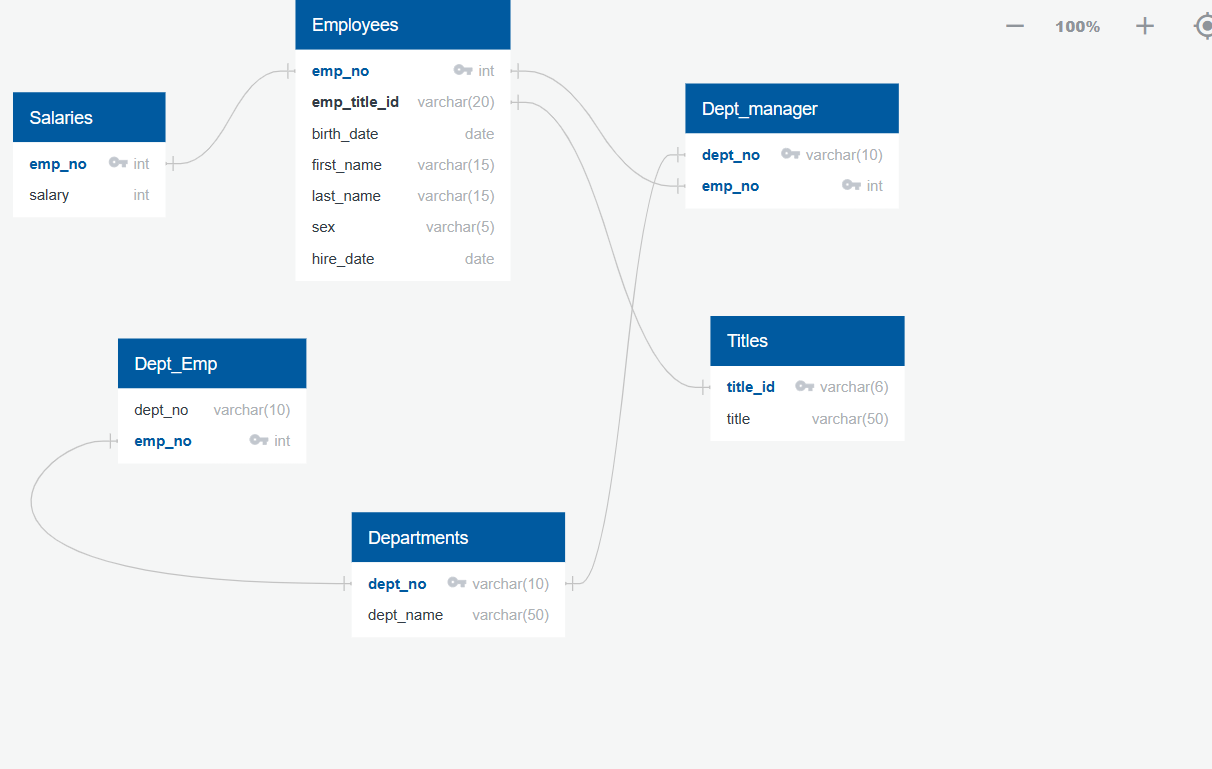 Employees
emp_no int
emp_title_id varchar(20)
birth_date date
first_name varchar(15)
last_name varchar(15)
sex varchar(5)
hire_date date
100%
Salaries
emp_no int
salary int
Dept_manager
dept_no varchar(10)
emp_no int
Dept_Emp
dept_no varchar(10)
emp_no int
Titles
title_id varchar(6)
title varchar(50)
Departments
dept_no varchar(10)
dept_name varchar(50)